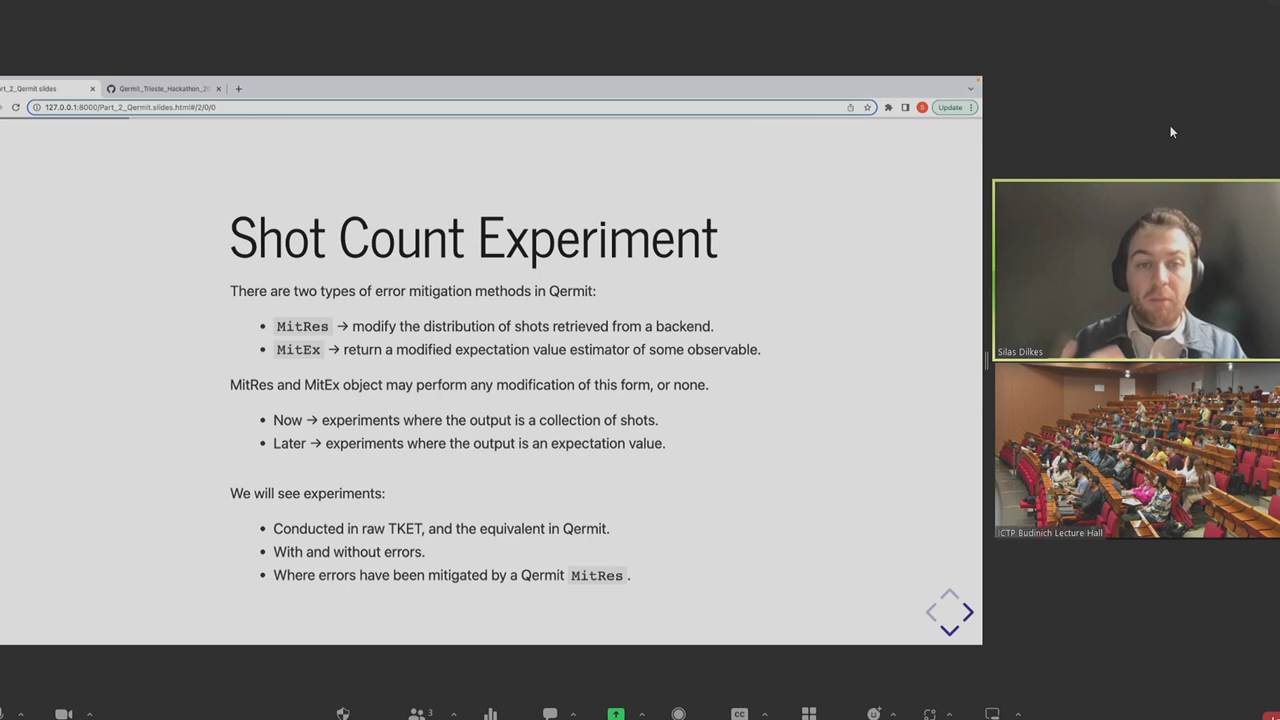 art_2_Qermit slides
Qermit_Trieste_Hackathon_20
127.0.0.1:8000/Part_2_Qermit.slides.html#/2/0/0
S
Update
Shot Count Experiment
There are two types of error mitigation methods in Qermit:
• MitRes → modify the distribution of shots retrieved from a backend.
• MitEx → return a modified expectation value estimator of some observable.
MitRes and MitEx object may perform any modification of this form, or none.
• Now → experiments where the output is a collection of shots.
• Later → experiments where the output is an expectation value.
We will see experiments:
• Conducted in raw TKET, and the equivalent in Qermit.
• With and without errors.
• Where errors have been mitigated by a Qermit MitRes.
Silas Dilkes
ICTP Budinich Lecture Hall
3
CC